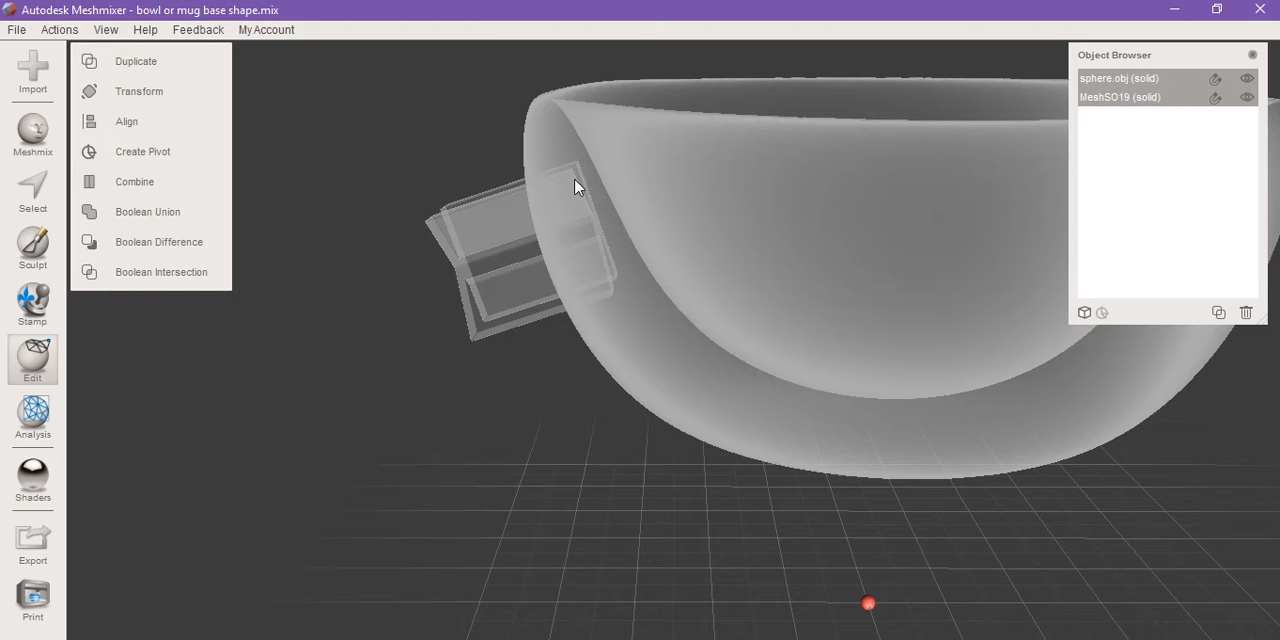 Autodesk Meshmixer - bowl or mug base shape.mix
File Actions View Help Feedback My Account
Import
Meshmix
Select
Sculpt
Stamp
Edit
Analysis
Shaders
Export
Print
Duplicate
Transform
Align
Create Pivot
Combine
Boolean Union
Boolean Difference
Boolean Intersection
Object Browser
sphere.obj (solid)
MeshSO19 (solid)